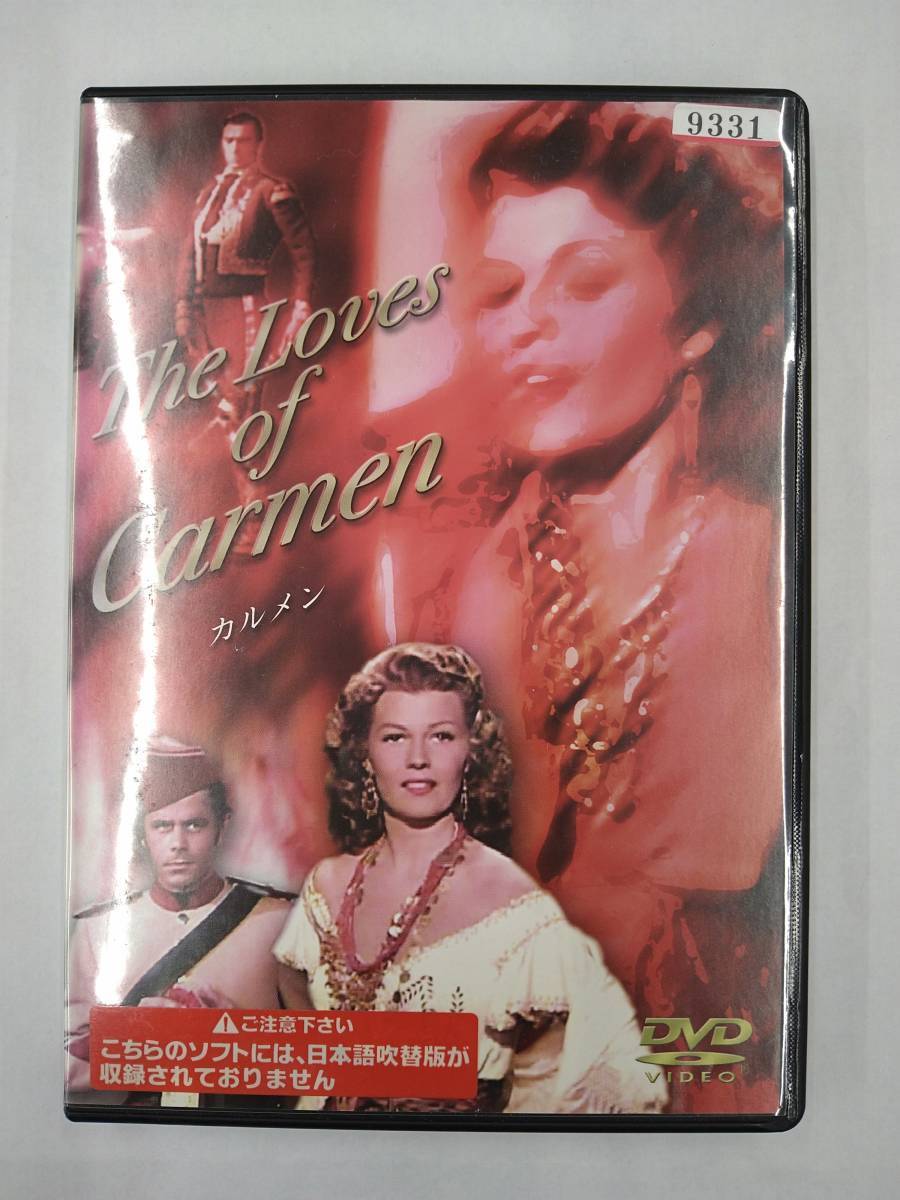 9331
The Loves
of
Carmen
カルメン
ご注意下さい
こちらのソフトには、日本語吹替版が
収録されておりません
DVD
VIDEO